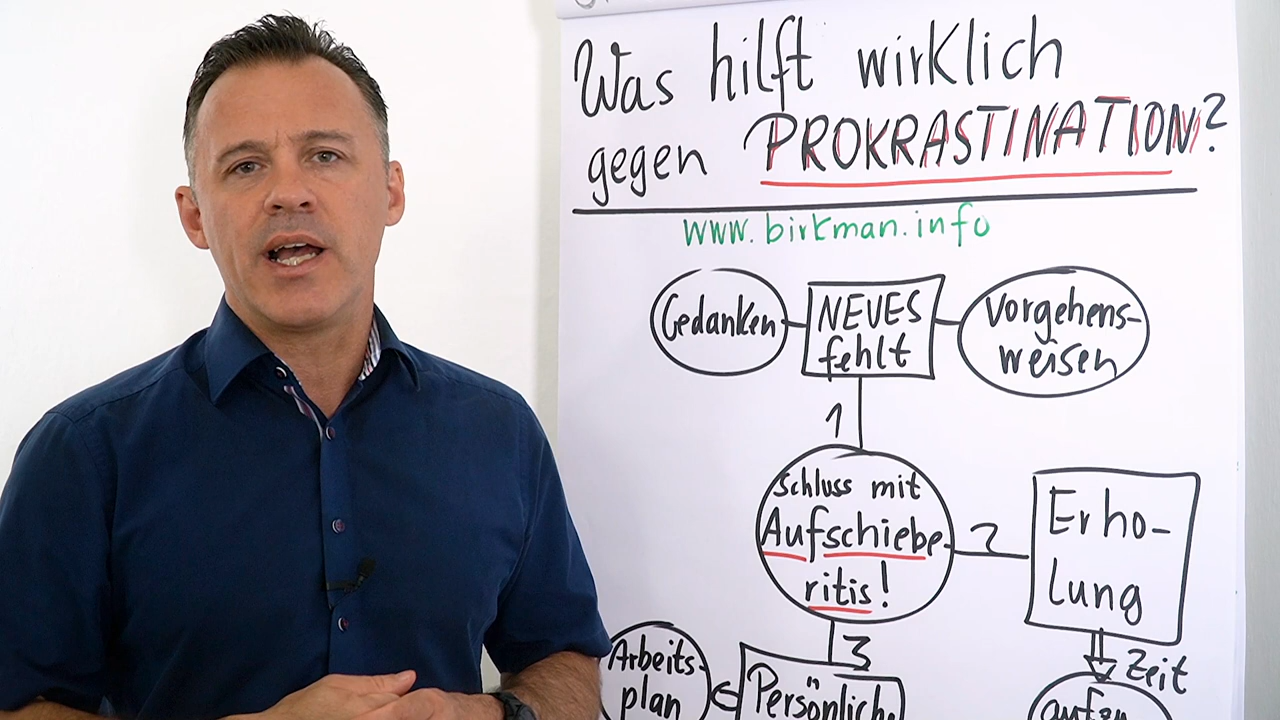 Was hilft wirklich
gegen PROKRASTINATION?
www.birkman.info
Gedanken
NEUES
fehlt
Vorgehens-
weisen
1
Schluss mit
Aufschiebe-
ritis!
2
Erho-
lung
Zeit
3
Arbeits-
plan
Persönliche